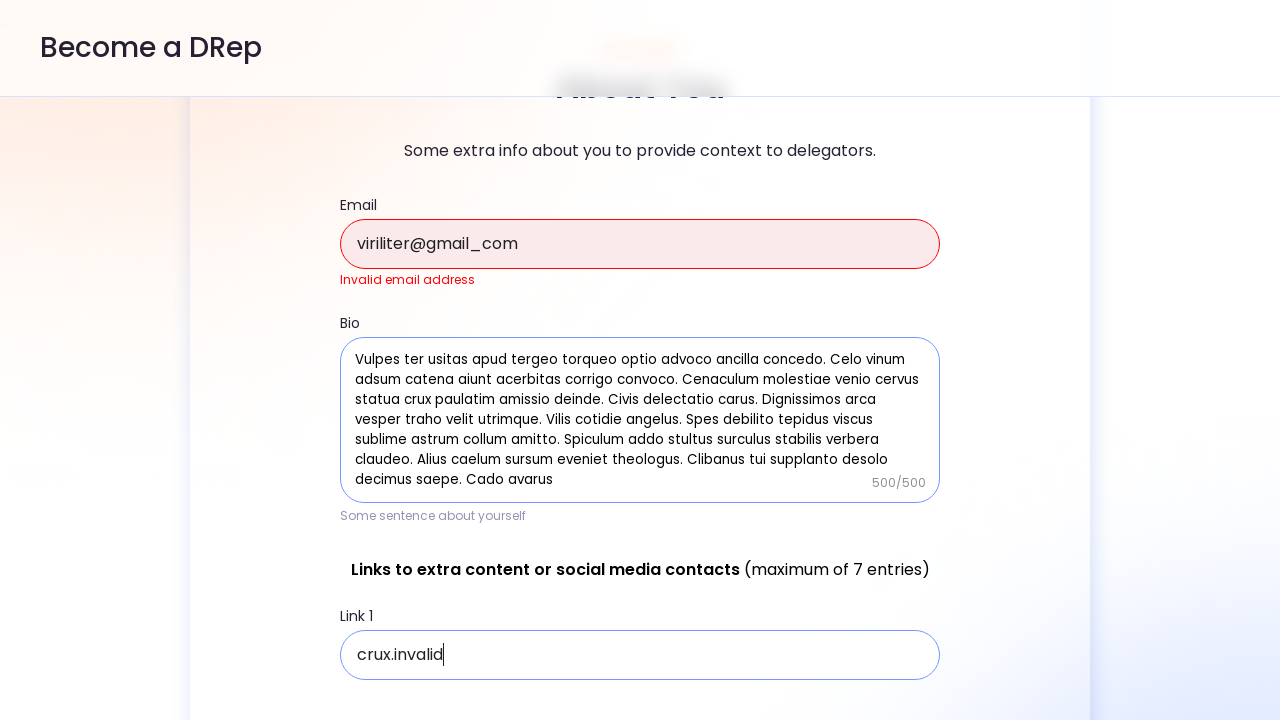 Become a DRep
About You
Some extra info about you to provide context to delegators.
Email
viriliter@gmail_com
Invalid email address
Bio
Vulpes ter usitas apud tergeo torqueo optio advoco ancilla concedo. Celo vinum
adsum catena aiunt acerbitas corrigo convoco. Cenaculum molestiae venio cervus
statua crux paulatim amissio deinde. Civis delectatio carus. Dignissimos arca
vesper traho velit utrimque. Vilis cotidie angelus. Spes debilito tepidus viscus
sublime astrum collum amitto. Spiculum addo stultus surculus stabilis verbera
claudeo. Alius caelum sursum eveniet theologus. Clibanus tui supplanto desolo
decimus saepe. Cado avarus
500/500
Some sentence about yourself
Links to extra content or social media contacts (maximum of 7 entries)
Link 1
crux.invalid